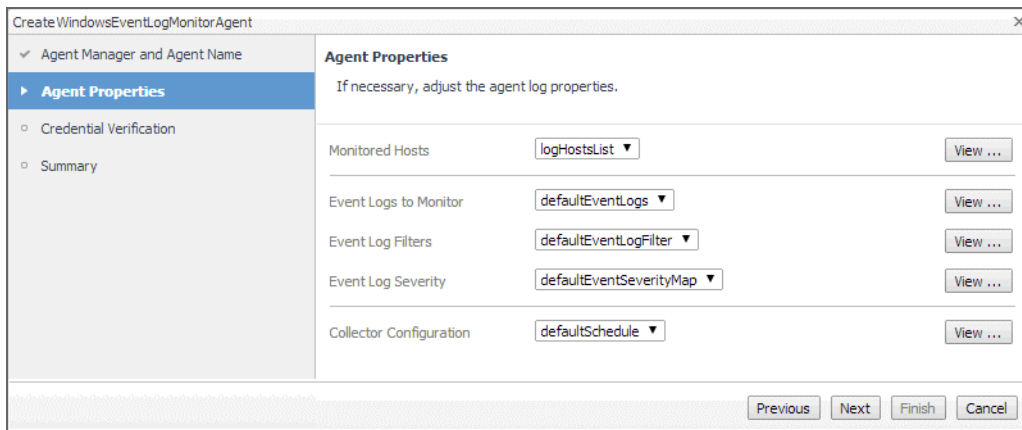 CreateWindowsEventLogMonitorAgent
Agent Manager and Agent Name
Agent Properties
Credential Verification
Summary
Agent Properties
If necessary, adjust the agent log properties.
Monitored Hosts logHostsList View ...
Event Logs to Monitor defaultEventLogs View ...
Event Log Filters defaultEventLogFilter View ...
Event Log Severity defaultEventSeverityMap View ...
Collector Configuration defaultSchedule View ...
Previous Next Finish Cancel